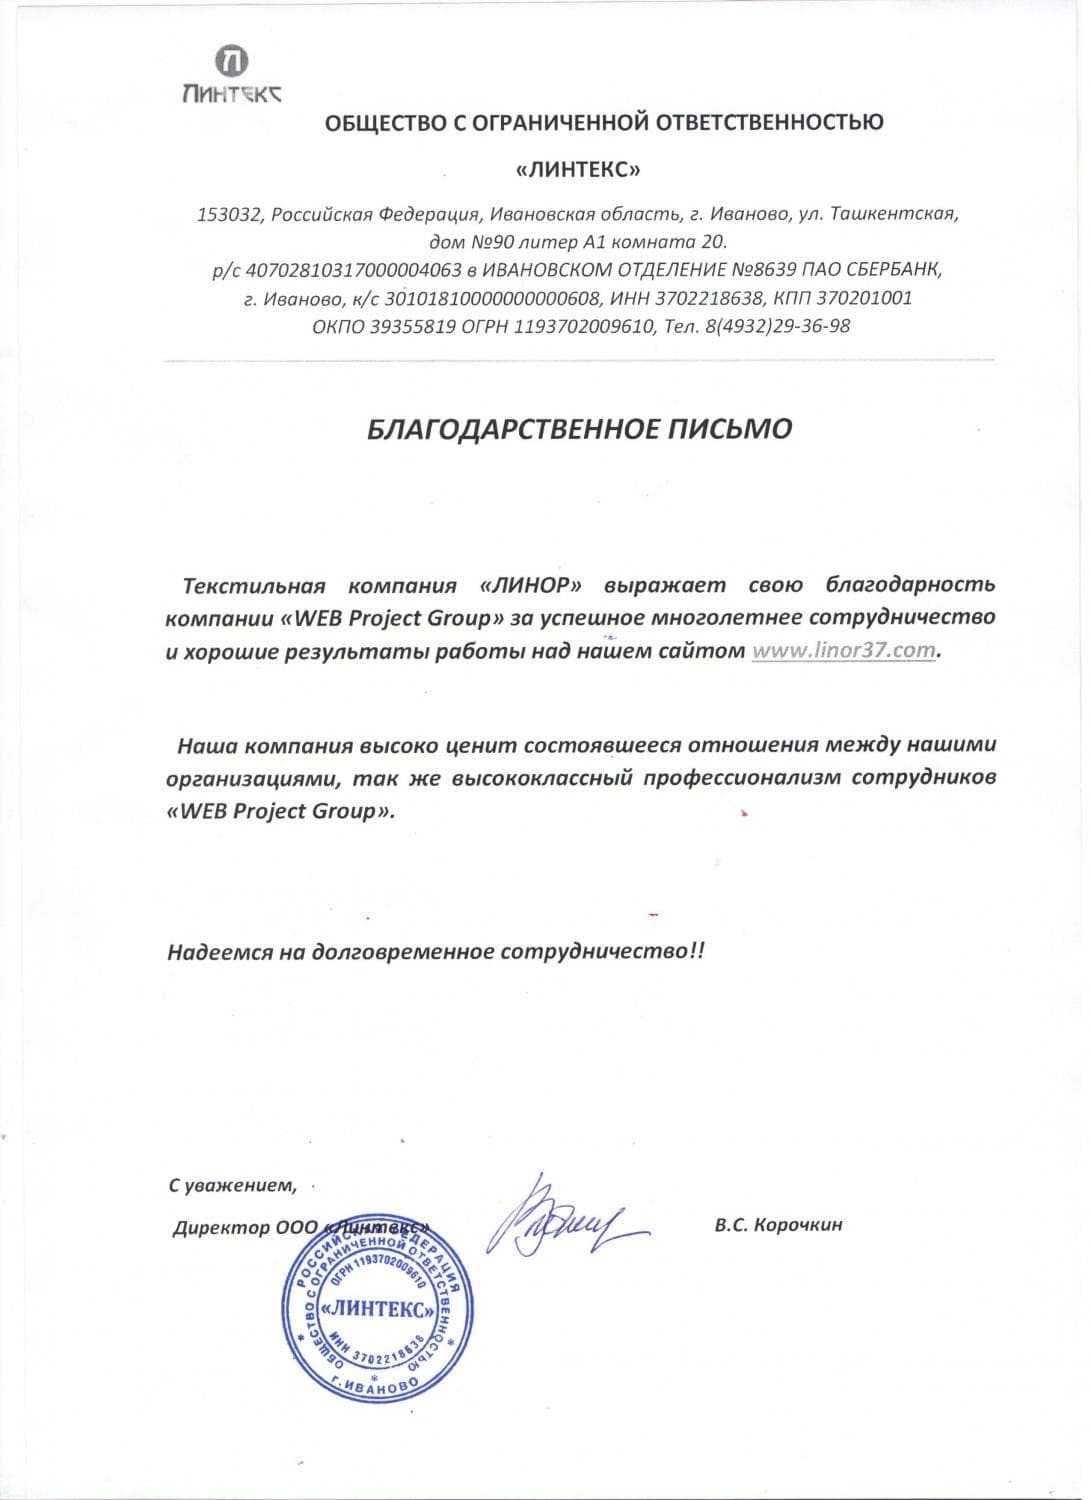 ЛИНТЕКС
ОБЩЕСТВО С ОГРАНИЧЕННОЙ ОТВЕТСТВЕННОСТЬЮ
«ЛИНТЕКС»
153032, Российская Федерация, Ивановская область, г. Иваново, ул. Ташкентская,
дом №90 литер А1 комната 20.
р/с 40702810317000004063 в ИВАНОВСКОМ ОТДЕЛЕНИЕ №8639 ПАО СБЕРБАНК,
г. Иваново, к/с 30101810000000000608, ИНН 3702218638, КПП 370201001
ОКПО 39355819 ОГРН 1193702009610, Тел. 8(4932)29-36-98
БЛАГОДАРСТВЕННОЕ ПИСЬМО
Текстильная компания «ЛИНОР» выражает свою благодарность
компании «WEB Project Group» за успешное многолетнее сотрудничество
и хорошие результаты работы над нашем сайтом www.linor37.com.
Наша компания высоко ценит состоявшееся отношения между нашими
организациями, так же высококлассный профессионализм сотрудников
«WEB Project Group».
Надеемся на долговременное сотрудничество!!
С уважением,
Директор ООО «Линтекс»
В.С. Корочкин
РОССИЙСКАЯ ФЕДЕРАЦИЯ
ОБЩЕСТВО С ОГРАНИЧЕННОЙ ОТВЕТСТВЕННОСТЬЮ
ОГРН 1193702009610
«ЛИНТЕКС»
ИНН 3702218638
г. ИВАНОВО